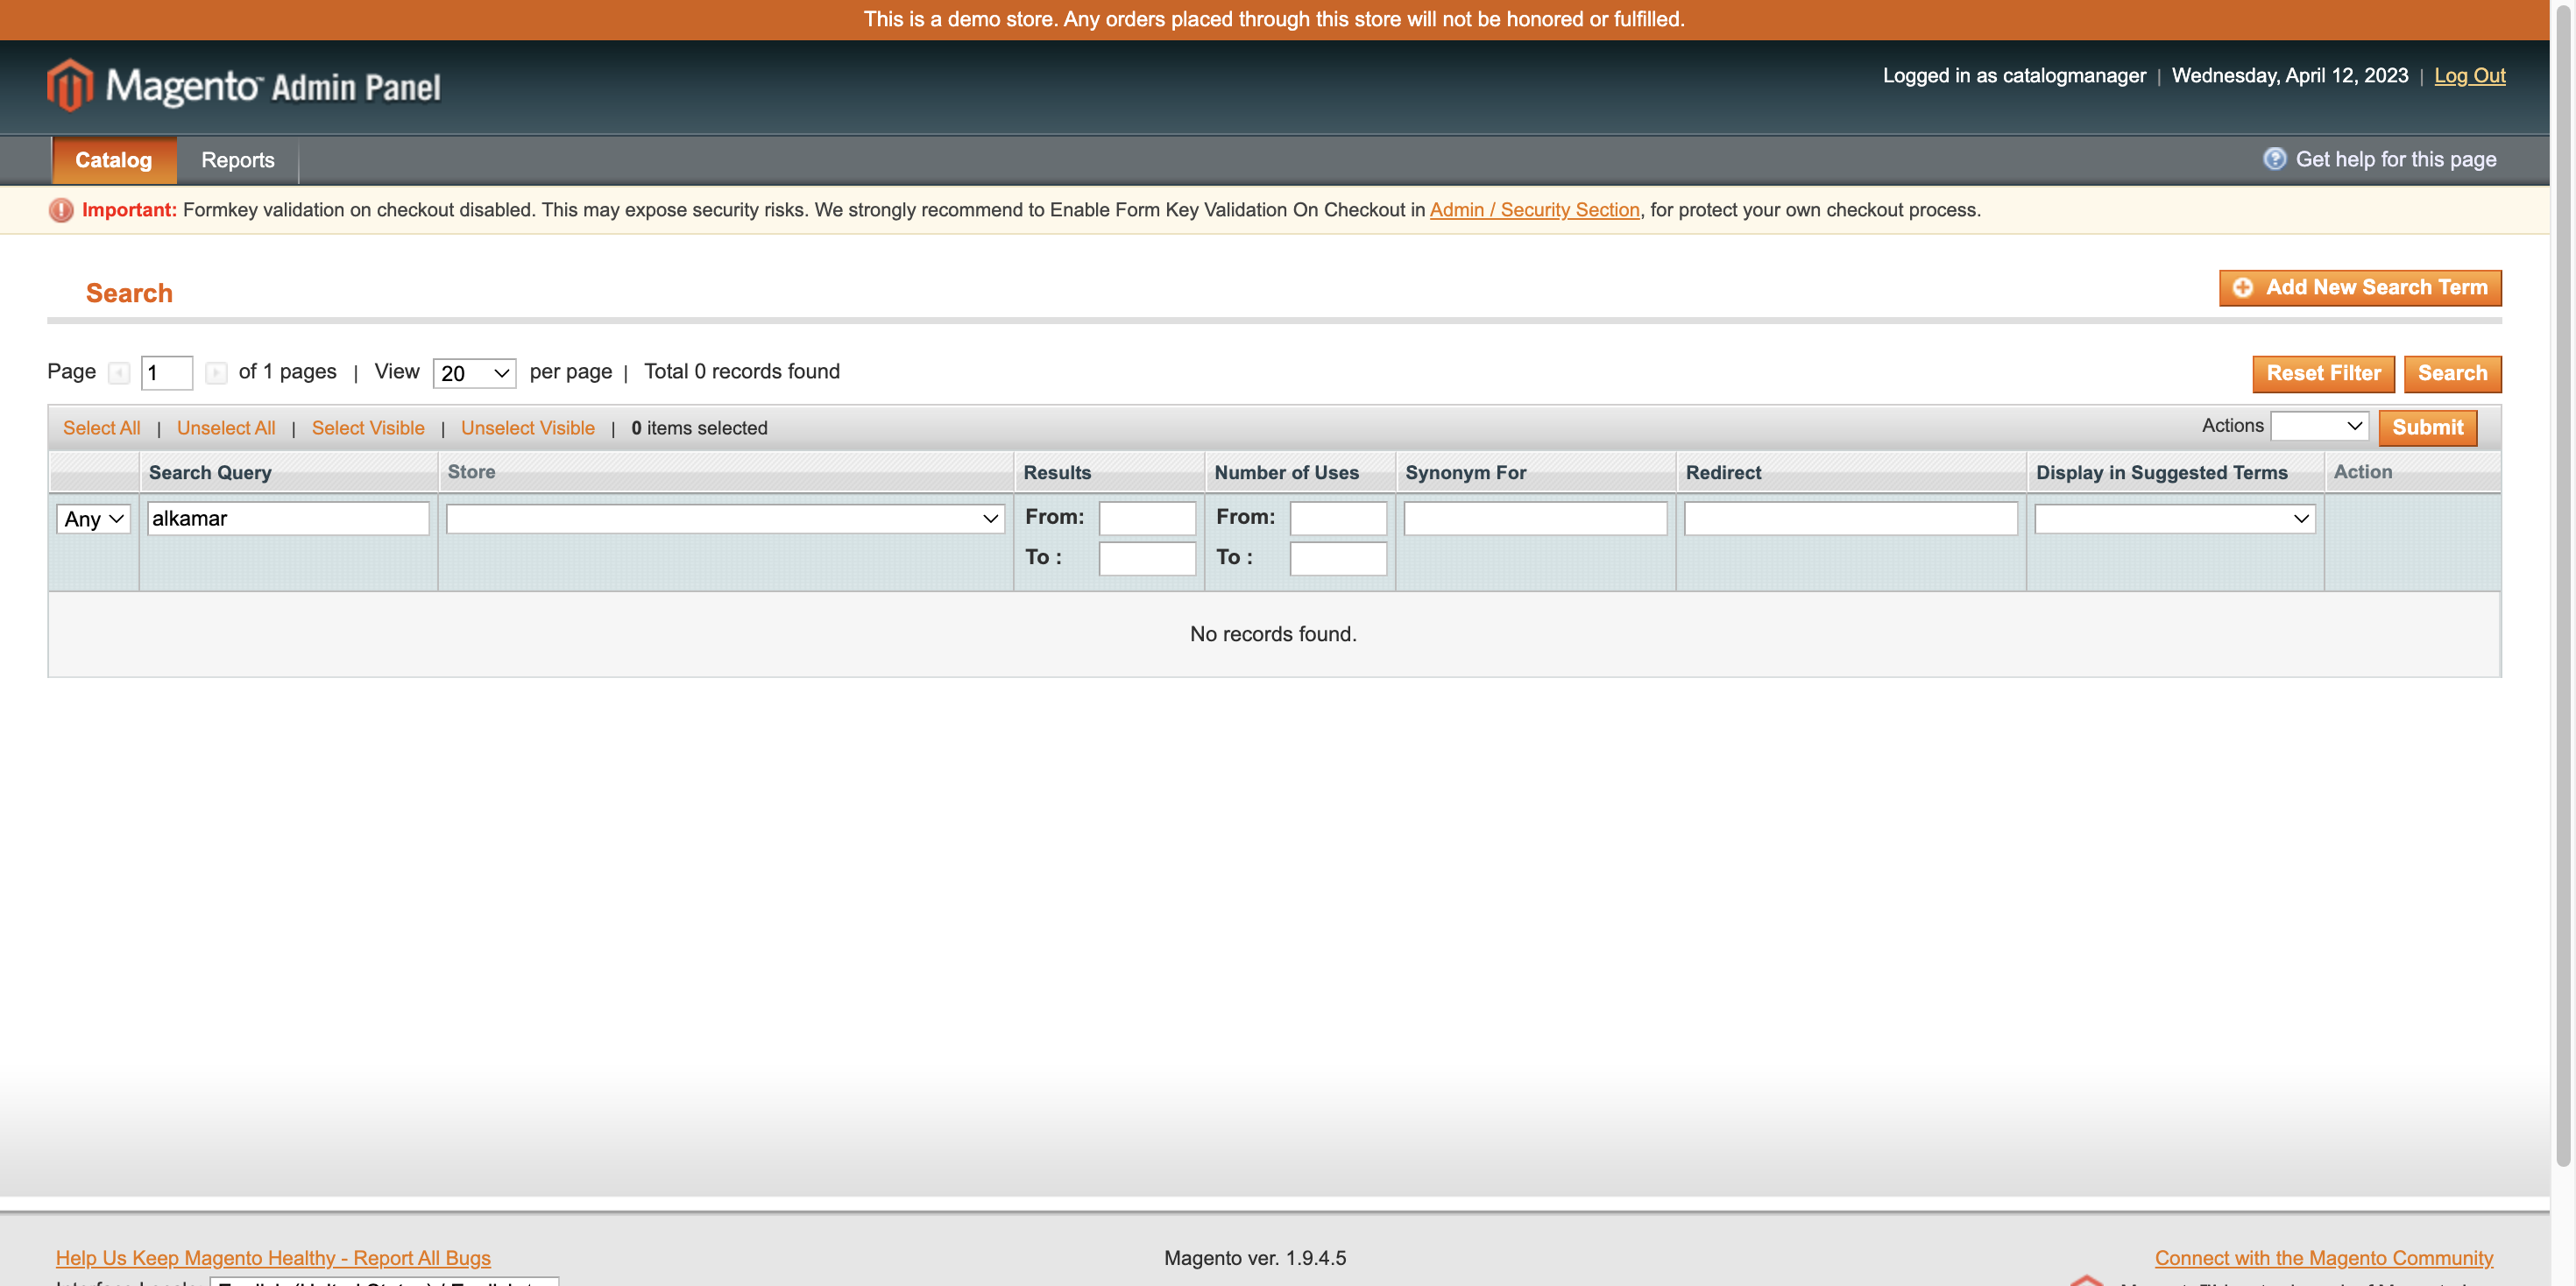 This is a demo store. Any orders placed through this store will not be honored or fulfilled.
Magento™ Admin Panel
Logged in as catalogmanager | Wednesday, April 12, 2023 | Log Out
Catalog Reports Get help for this page
Important: Formkey validation on checkout disabled. This may expose security risks. We strongly recommend to Enable Form Key Validation On Checkout in Admin / Security Section, for protect your own checkout process.
Search Add New Search Term
Page 1 of 1 pages | View 20 per page | Total 0 records found Reset Filter Search
Select All | Unselect All | Select Visible | Unselect Visible | 0 items selected Actions Submit
Search Query Store Results Number of Uses Synonym For Redirect Display in Suggested Terms Action
Any alkamar From: From:
To : To :
No records found.
Help Us Keep Magento Healthy - Report All Bugs Magento ver. 1.9.4.5 Connect with the Magento Community